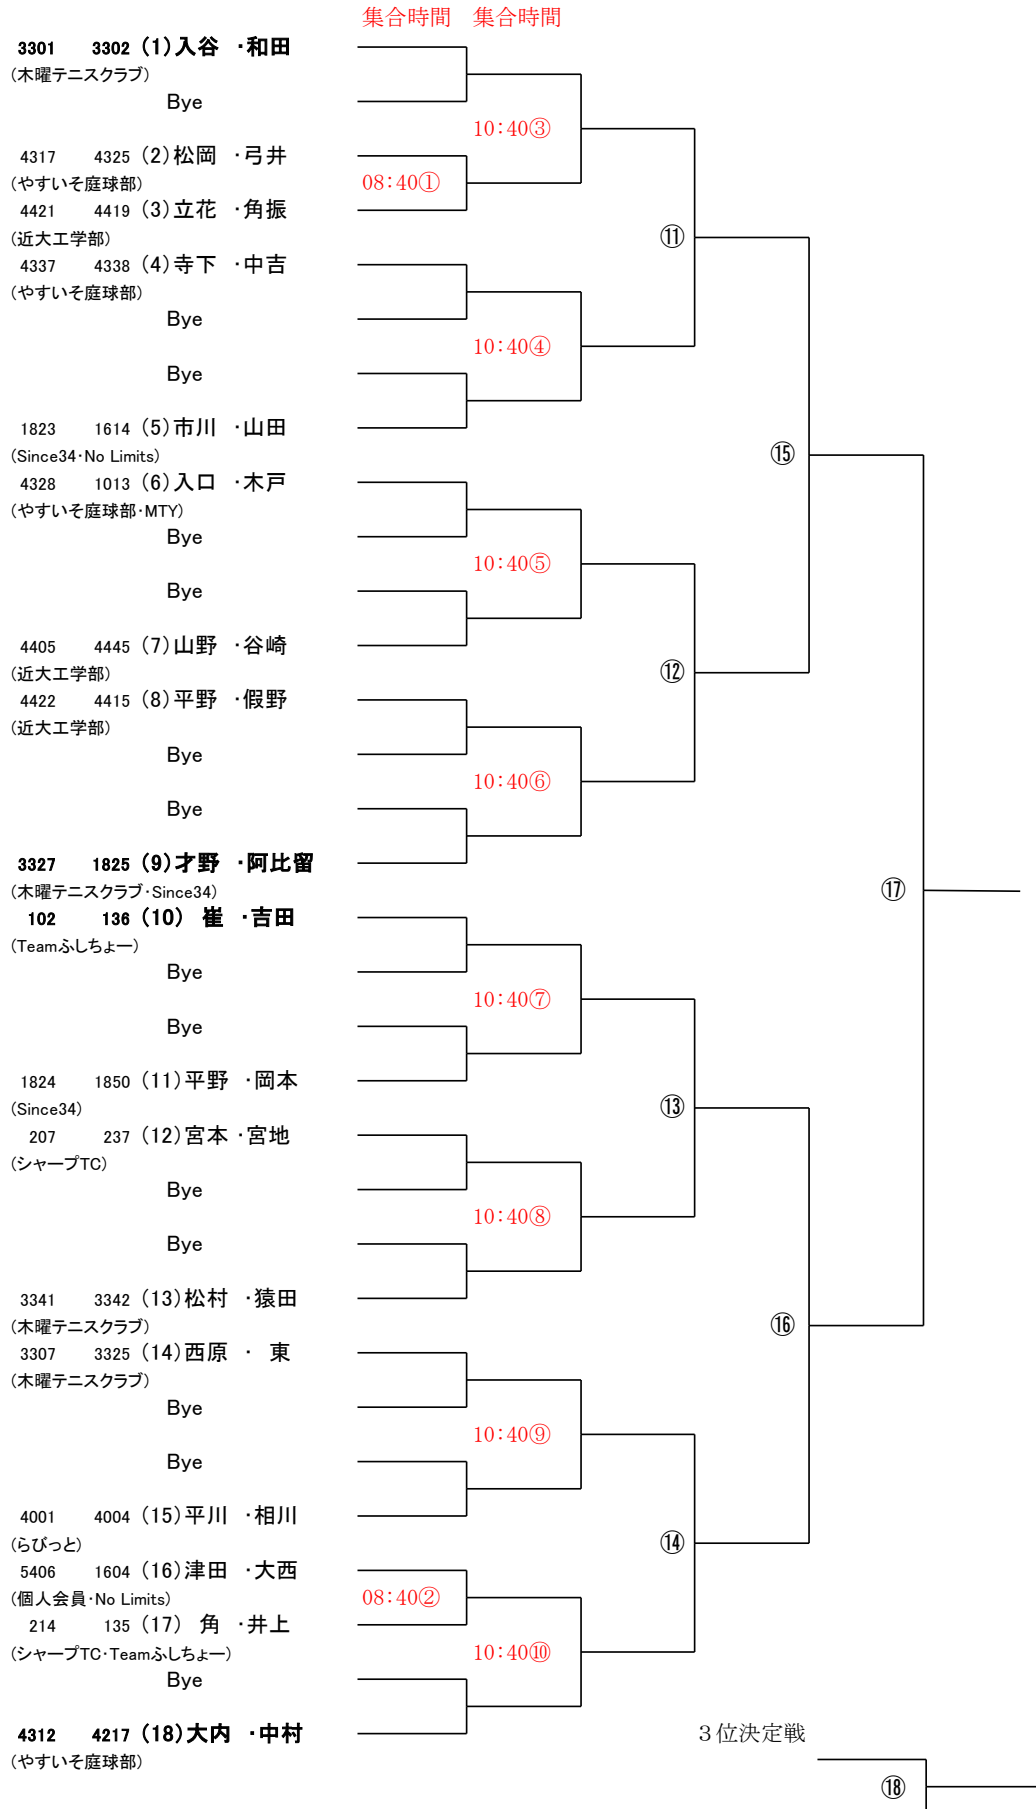 集合時間 集合時間
3301 3302 (1)入谷 ・和田
(木曜テニスクラブ)
Bye
10:40③
4317 4325 (2)松岡 ・弓井
(やすいそ庭球部) 08:40①
4421 4419 (3)立花 ・角振
(近大工学部) ⑪
4337 4338 (4)寺下 ・中吉
(やすいそ庭球部)
Bye
10:40④
Bye
1823 1614 (5)市川 ・山田
(Since34・No Limits) ⑮
4328 1013 (6)入口 ・木戸
(やすいそ庭球部・MTY)
Bye
10:40⑤
Bye
4405 4445 (7)山野 ・谷崎
(近大工学部) ⑫
4422 4415 (8)平野 ・假野
(近大工学部)
Bye
10:40⑥
Bye
3327 1825 (9)才野 ・阿比留
(木曜テニスクラブ・Since34) ⑰
102 136 (10) 崔 ・吉田
(Teamふしちょー)
Bye
10:40⑦
Bye
1824 1850 (11)平野 ・岡本
(Since34) ⑬
207 237 (12)宮本 ・宮地
(シャープTC)
Bye
10:40⑧
Bye
3341 3342 (13)松村 ・猿田
(木曜テニスクラブ) ⑯
3307 3325 (14)西原 ・ 東
(木曜テニスクラブ)
Bye
10:40⑨
Bye
4001 4004 (15)平川 ・相川
(らびっと) ⑭
5406 1604 (16)津田 ・大西
(個人会員・No Limits) 08:40②
214 135 (17) 角 ・井上
(シャープTC・Teamふしちょー) 10:40⑩
Bye
4312 4217 (18)大内 ・中村 3位決定戦
(やすいそ庭球部)
⑱